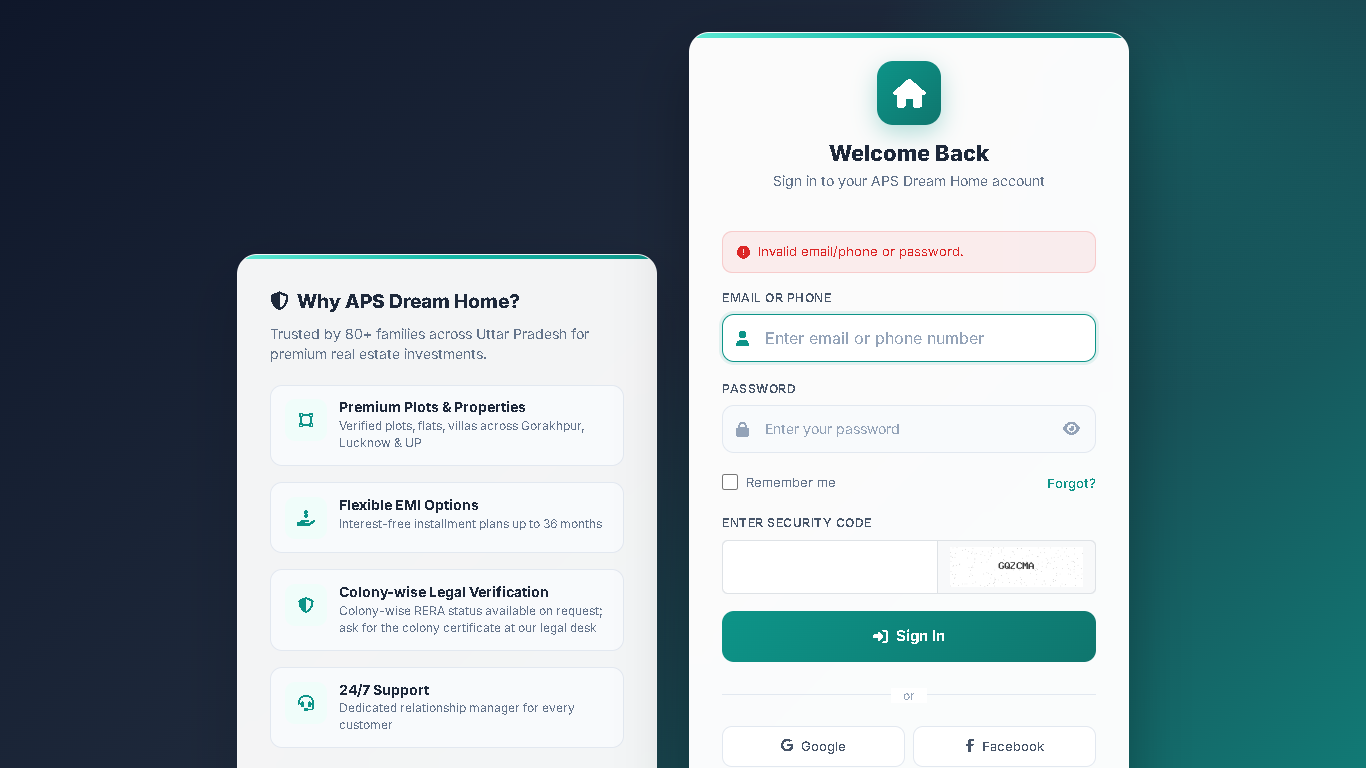 Welcome Back
Sign in to your APS Dream Home account
Invalid email/phone or password.
EMAIL OR PHONE
Enter email or phone number
PASSWORD
Enter your password
Remember me
Forgot?
ENTER SECURITY CODE
GQZCMA
Sign In
or
Google
Facebook
Why APS Dream Home?
Trusted by 80+ families across Uttar Pradesh for
premium real estate investments.
Premium Plots & Properties
Verified plots, flats, villas across Gorakhpur,
Lucknow & UP
Flexible EMI Options
Interest-free installment plans up to 36 months
Colony-wise Legal Verification
Colony-wise RERA status available on request;
ask for the colony certificate at our legal desk
24/7 Support
Dedicated relationship manager for every
customer